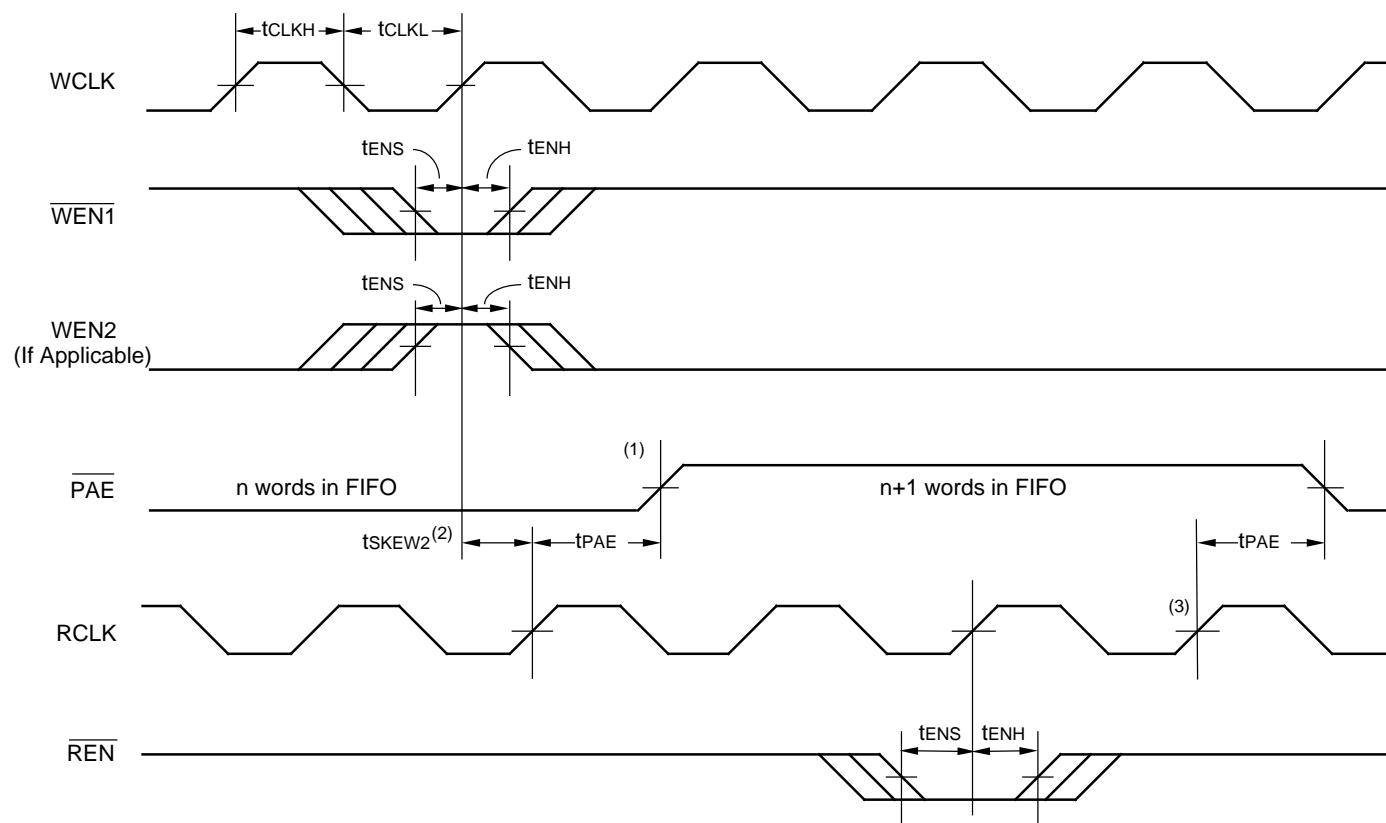 tCLKH tCLKL
WCLK
tENS tENH
WEN1
tENS tENH
WEN2
(If Applicable)
(1)
PAE n words in FIFO n+1 words in FIFO
tSKEW2(2) tPAE tPAE
(3)
RCLK
tENS tENH
REN